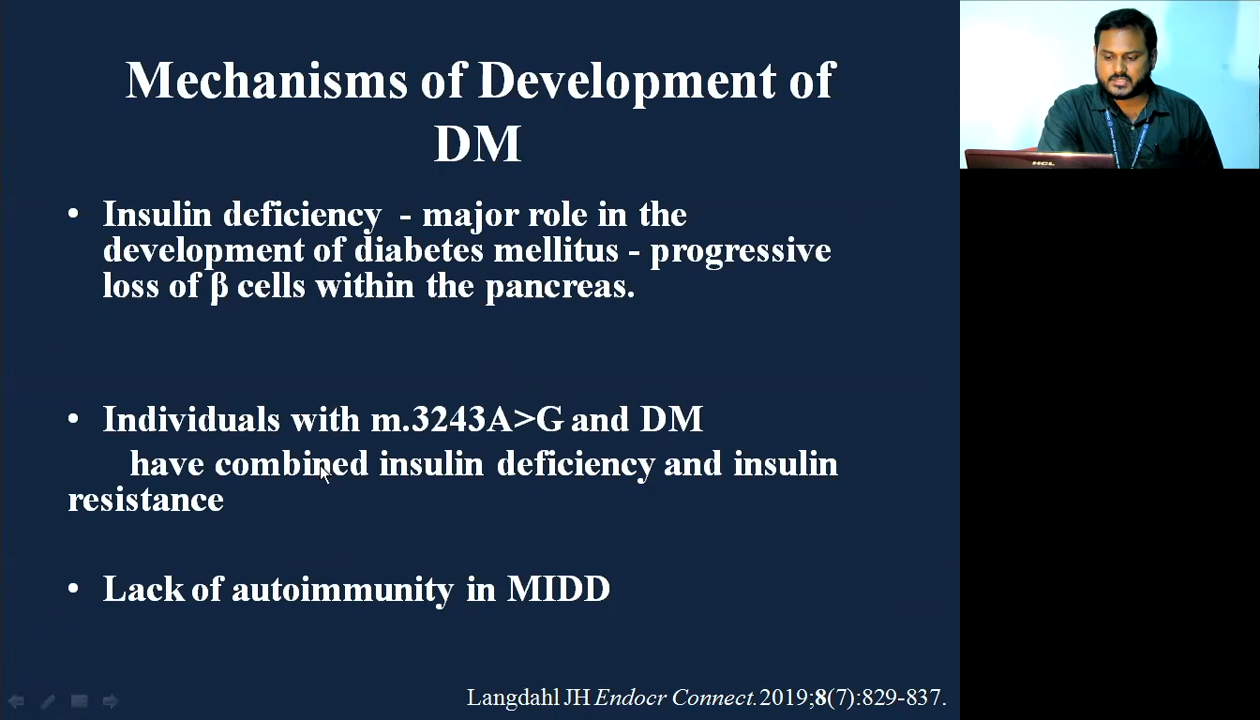 Mechanisms of Development of
DM
• Insulin deficiency - major role in the
development of diabetes mellitus - progressive
loss of β cells within the pancreas.
• Individuals with m.3243A>G and DM
have combined insulin deficiency and insulin
resistance
• Lack of autoimmunity in MIDD
Langdahl JH Endocr Connect. 2019;8(7):829-837.
HCL